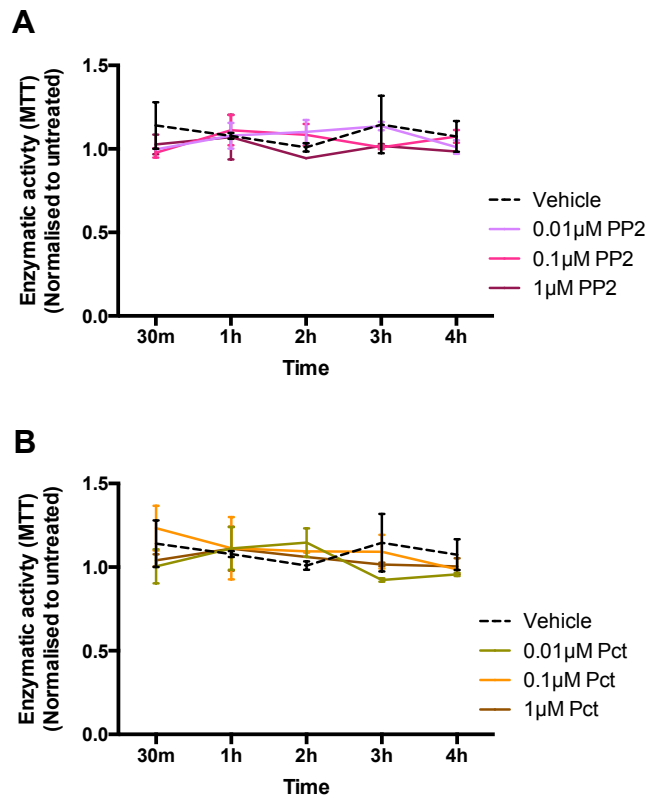 A
Enzymatic activty (MTT)
(Normalised to untreated)
1.5
1.0
0.5
0.0
30m 1h 2h 3h 4h
Time
Vehicle
0.01µM PP2
0.1µM PP2
1µM PP2
B
Enzymatic activty (MTT)
(Normalised to untreated)
1.5
1.0
0.5
0.0
30m 1h 2h 3h 4h
Time
Vehicle
0.01µM Pct
0.1µM Pct
1µM Pct